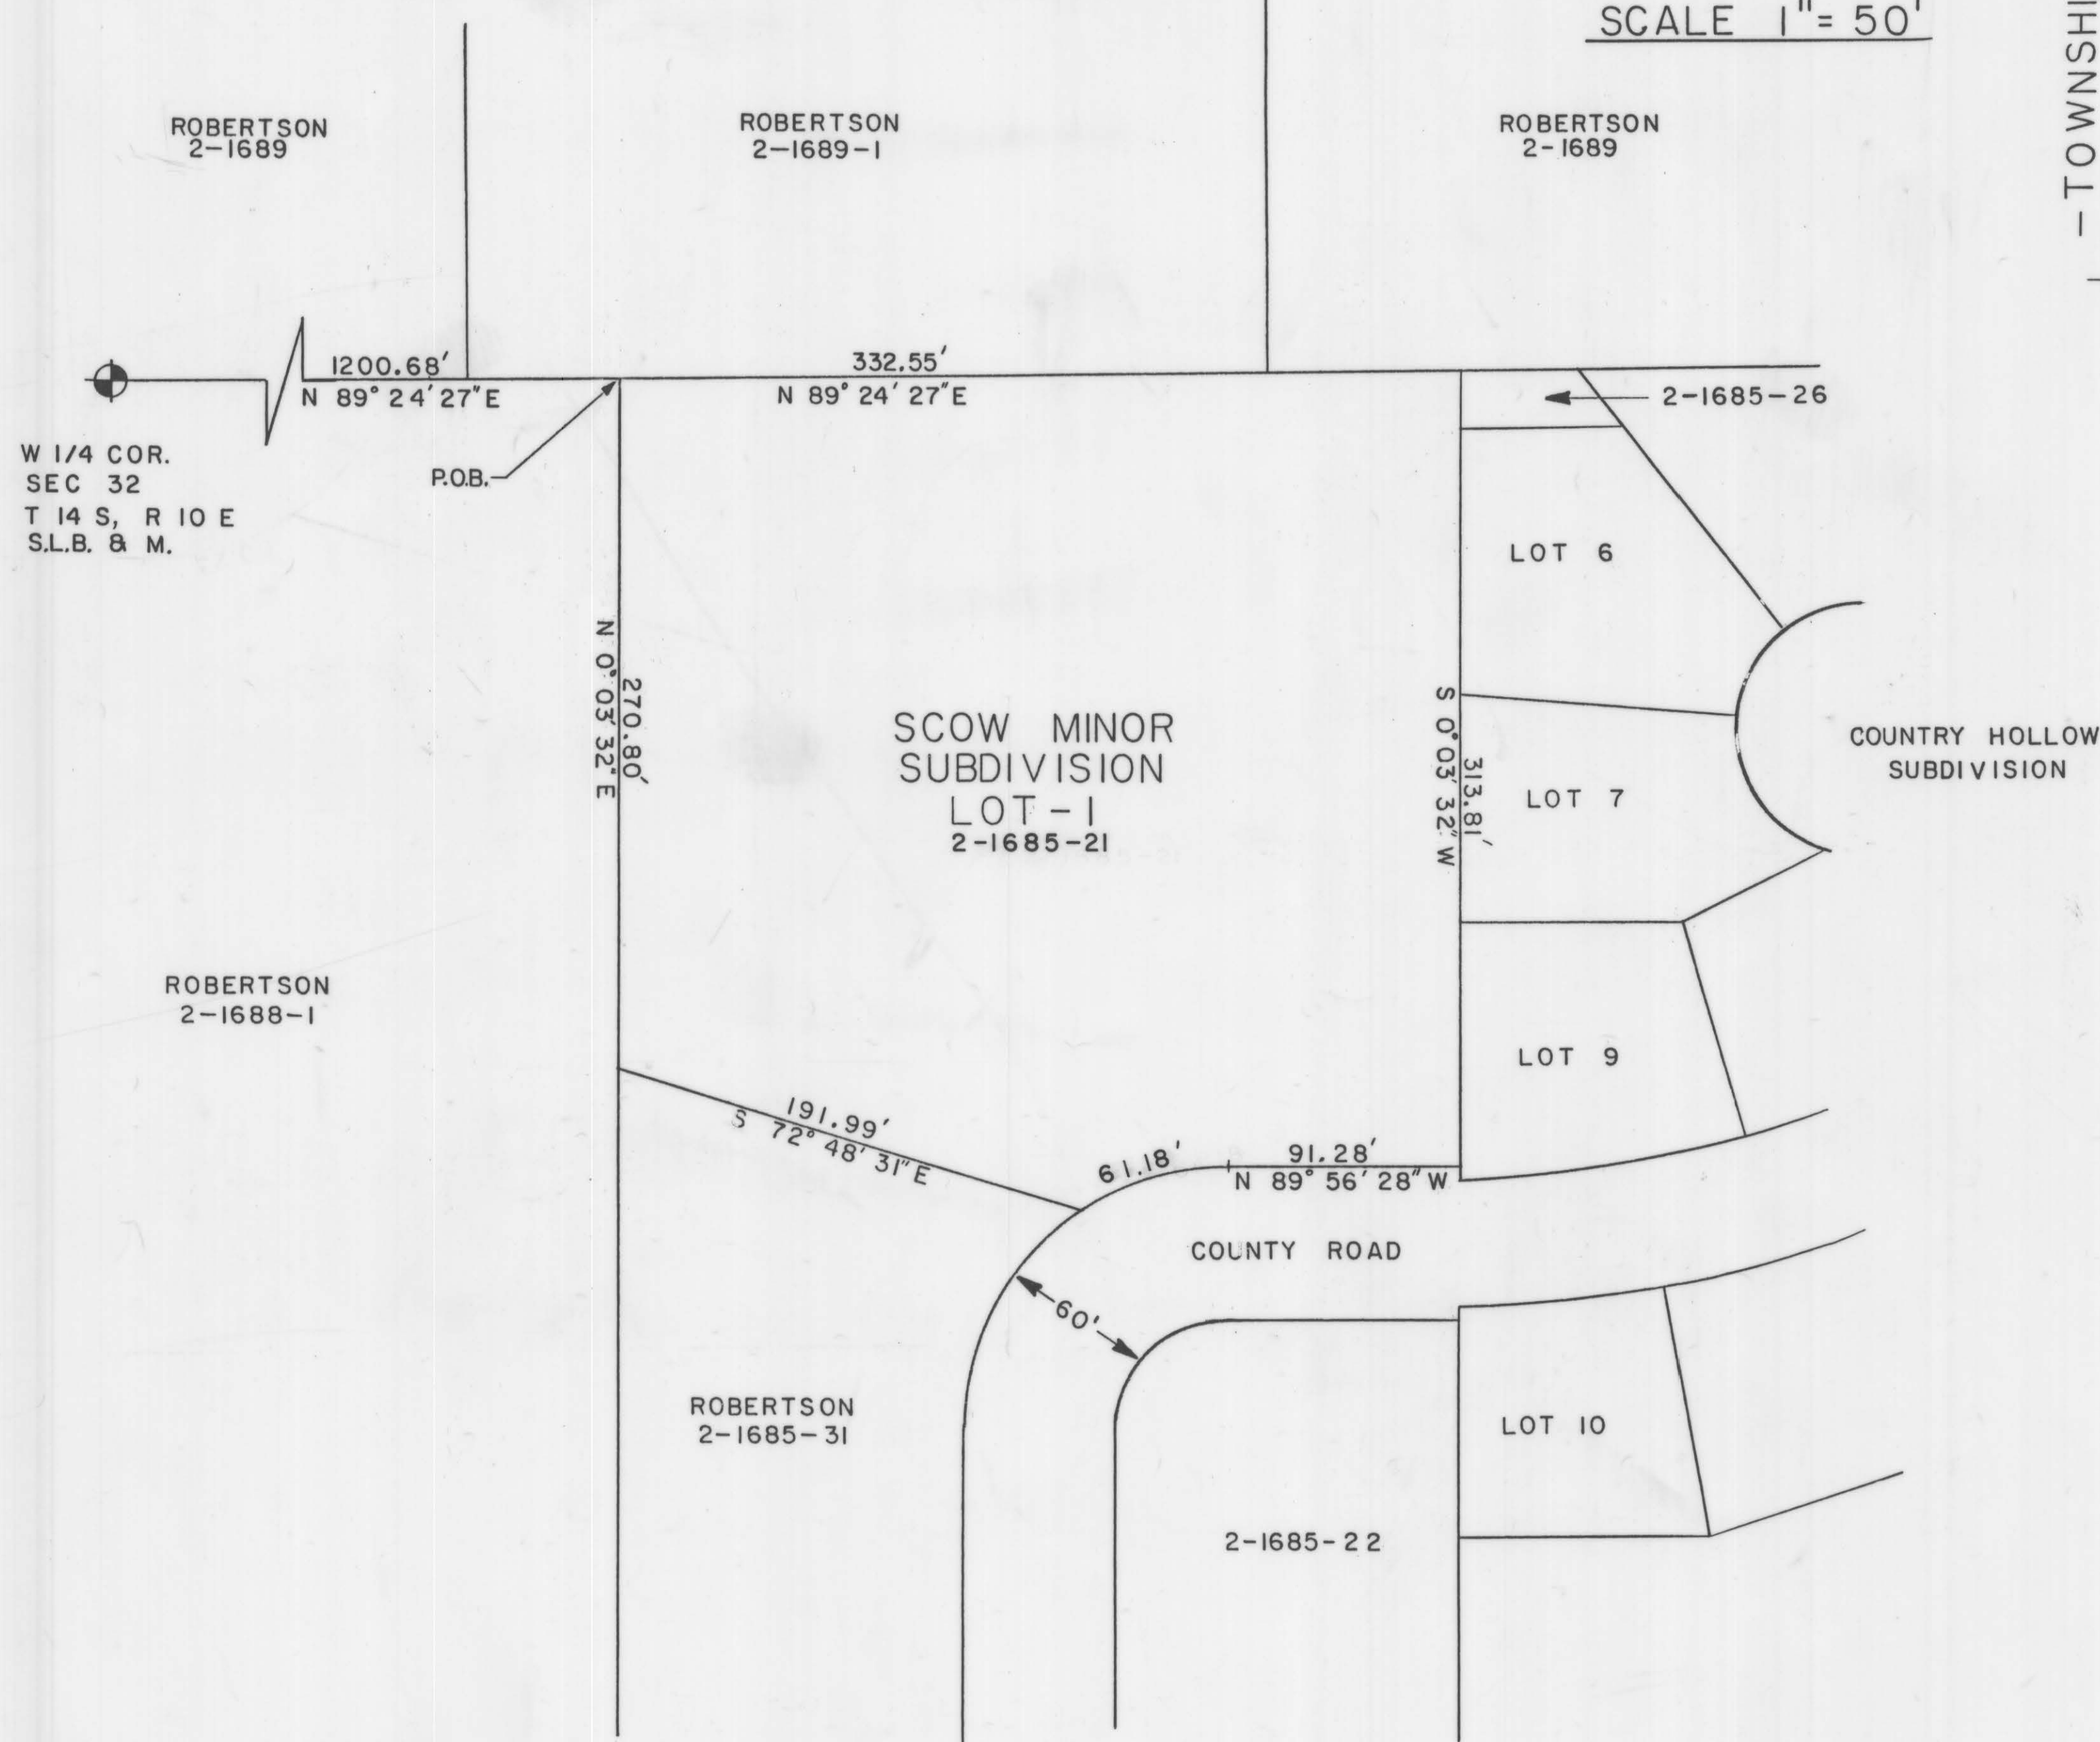 SCALE 1"= 50'
- TOWNSHI
ROBERTSON
2-1689
ROBERTSON
2-1689-1
ROBERTSON
2-1689
1200.68'
N 89° 24' 27" E
332.55'
N 89° 24' 27" E
2-1685-26
W 1/4 COR.
SEC 32
T 14 S, R 10 E
S.L.B. & M.
P.O.B.
LOT 6
N 0° 03' 32" E
270.80'
SCOW MINOR
SUBDIVISION
LOT-1
2-1685-21
S 0° 03' 32" W
313.81'
LOT 7
COUNTRY HOLLOW
SUBDIVISION
ROBERTSON
2-1688-1
LOT 9
191.99'
S 72° 48' 31" E
61.18'
91.28'
N 89° 56' 28" W
COUNTY ROAD
60'
ROBERTSON
2-1685-31
LOT 10
2-1685-22